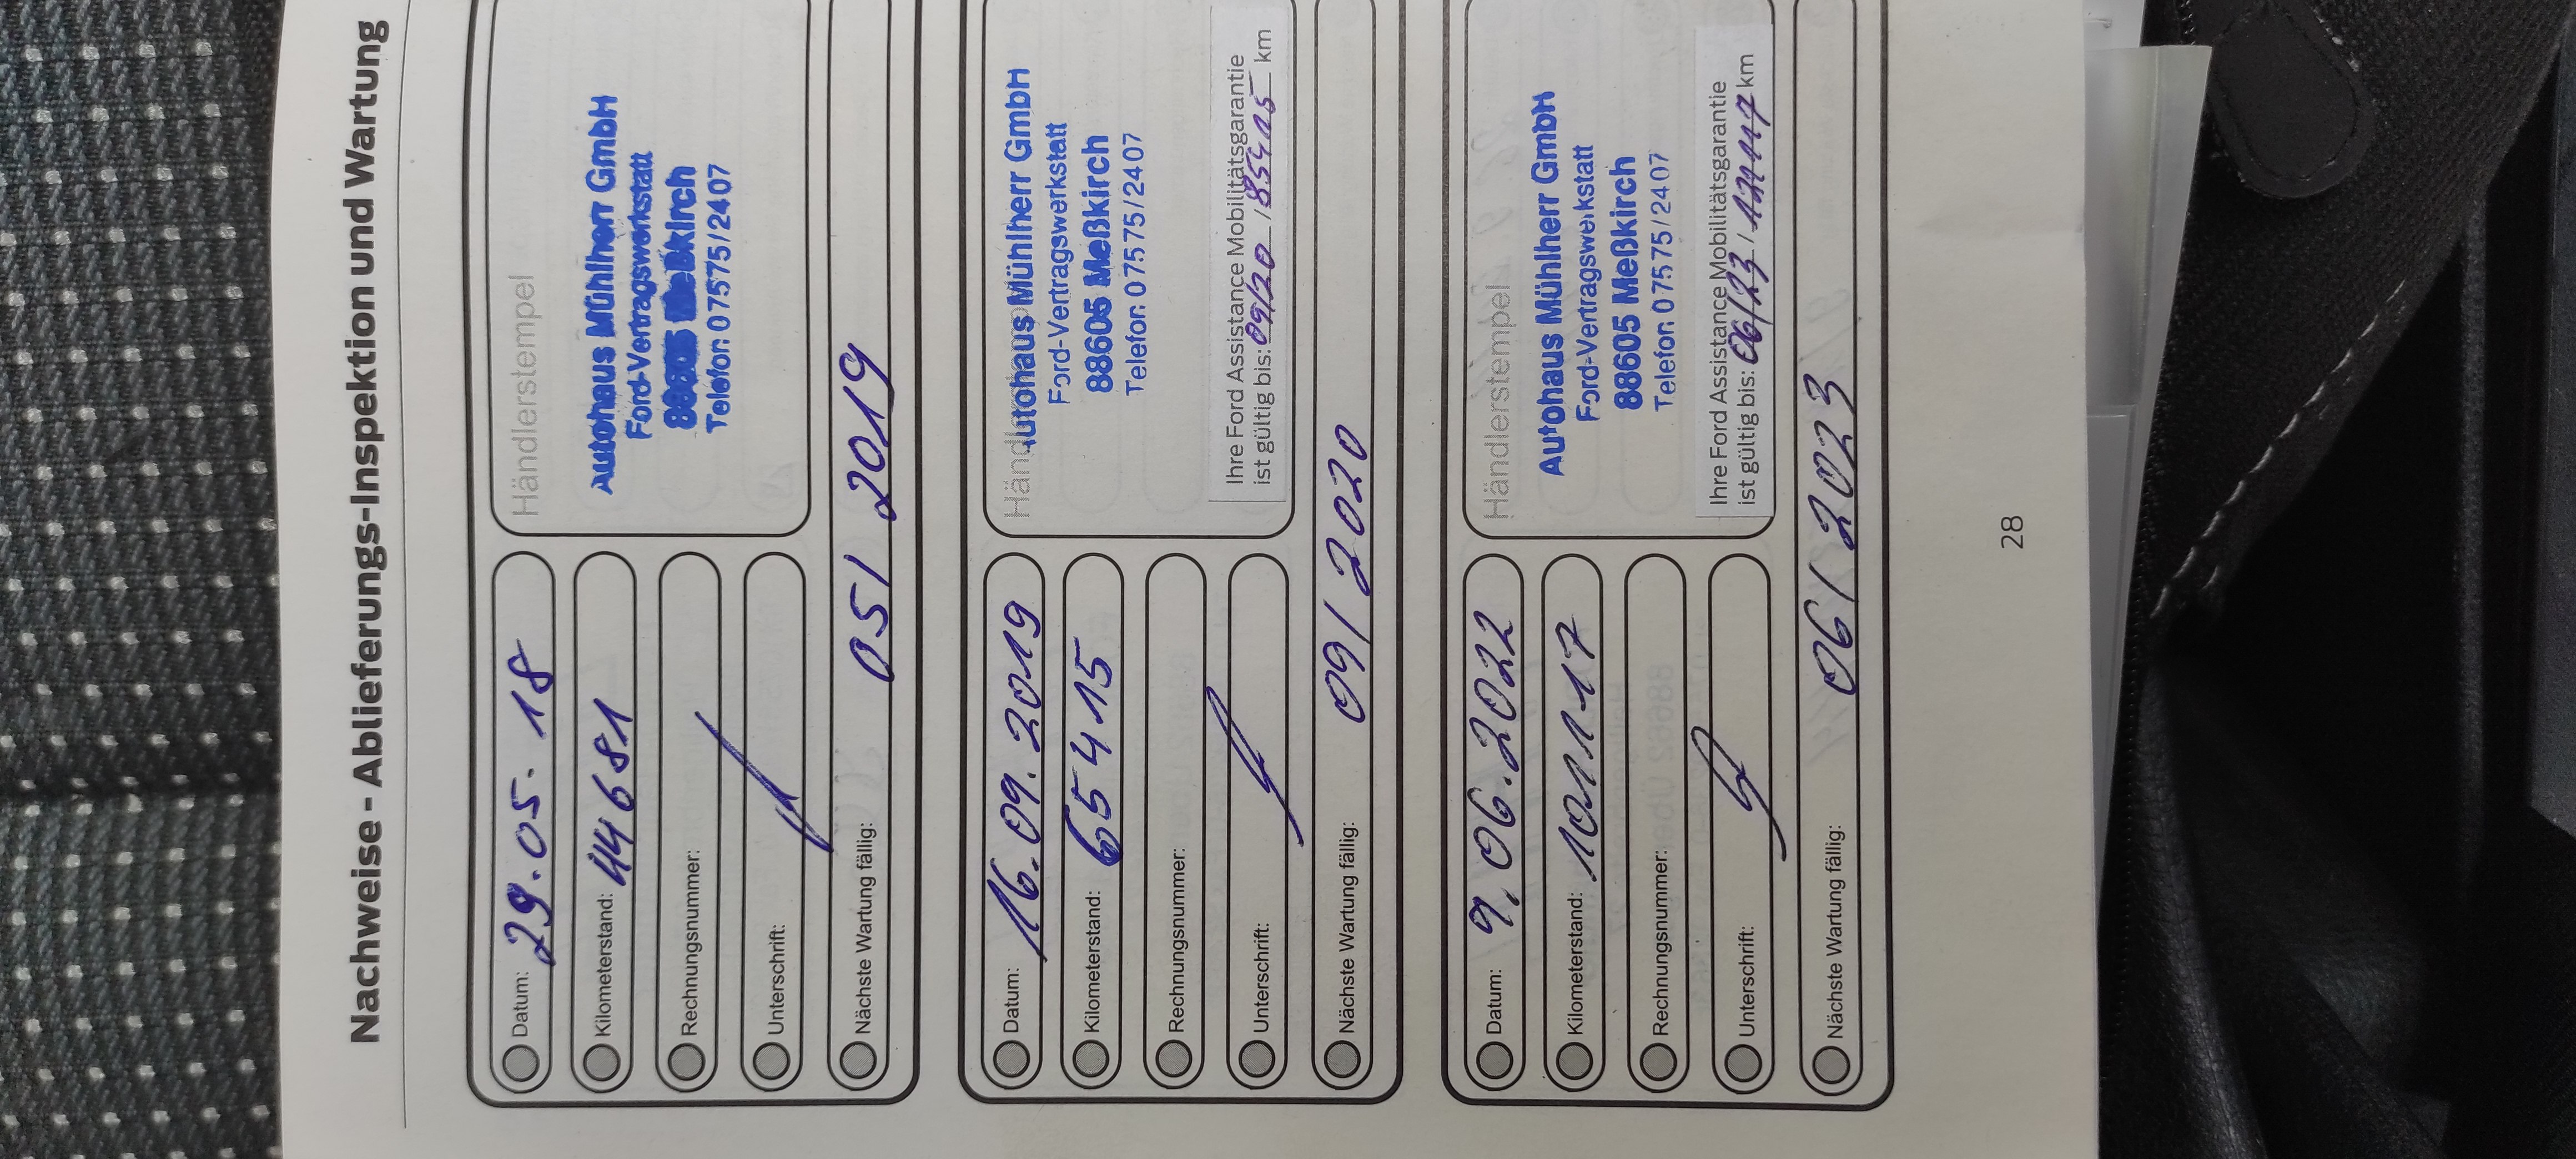 Nachweise - Ablieferungs-Inspektion und Wartung
Datum: 29.05.18
Kilometerstand: 44681
Rechnungsnummer:
Unterschrift:
Nächste Wartung fällig: 05/2019
Händlerstempel
Autohaus Mühlherr GmbH
Ford-Vertragswerkstatt
88605 Meßkirch
Telefon 07575/2407
Datum: 16.09.2019
Kilometerstand: 65415
Rechnungsnummer:
Unterschrift:
Nächste Wartung fällig: 09/2020
Autohaus Mühlherr GmbH
Ford-Vertragswerkstatt
88605 Meßkirch
Telefon 07575/2407
Ihre Ford Assistance Mobilitätsgarantie
ist gültig bis: 09/20 / 85415 km
Datum: 9.06.2022
Kilometerstand: 101117
Rechnungsnummer:
Unterschrift:
Nächste Wartung fällig: 06/2023
Händlerstempel
Autohaus Mühlherr GmbH
Ford-Vertragswerkstatt
88605 Meßkirch
Telefon 07575/2407
Ihre Ford Assistance Mobilitätsgarantie
ist gültig bis: 06/23 / km
28